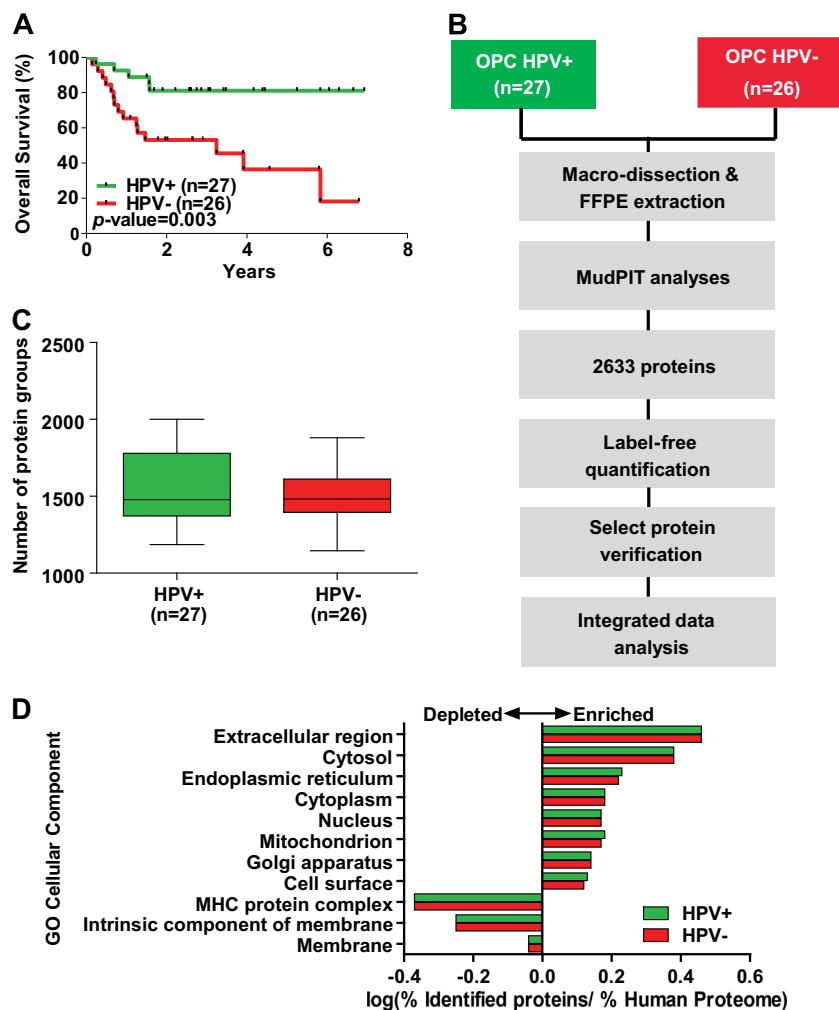 A
Overall Survival (%)
100
80
60
40
20
0
HPV+ (n=27)
HPV- (n=26)
p-value=0.003
0
2
4
6
8
Years
B
OPC HPV+
(n=27)
OPC HPV-
(n=26)
Macro-dissection &
FFPE extraction
MudPIT analyses
2633 proteins
Label-free
quantification
Select protein
verification
Integrated data
analysis
C
Number of protein groups
2500
2000
1500
1000
HPV+
(n=27)
HPV-
(n=26)
D
Depleted
Enriched
GO Cellular Component
Extracellular region
Cytosol
Endoplasmic reticulum
Cytoplasm
Nucleus
Mitochondrion
Golgi apparatus
Cell surface
MHC protein complex
Intrinsic component of membrane
Membrane
HPV+
HPV-
-0.4
-0.2
0.0
0.2
0.4
0.6
log(% Identified proteins/ % Human Proteome)